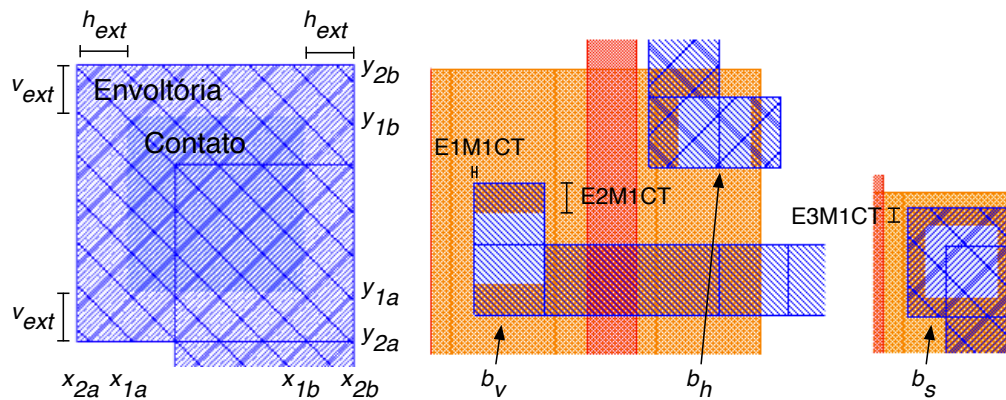 h_ext
h_ext
v_ext
Envoltória
Contato
y_2b
y_1b
v_ext
y_1a
y_2a
x_2a
x_1a
x_1b
x_2b
E1M1CT
E2M1CT
b_v
b_h
E3M1CT
b_s